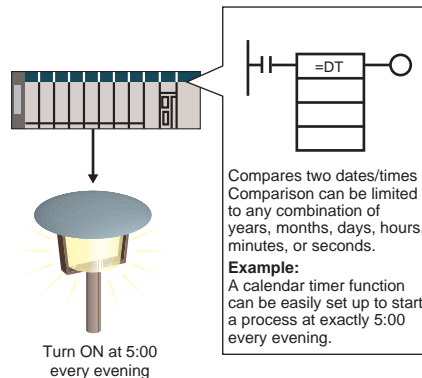 =DT
Compares two dates/times
Comparison can be limited
to any combination of
years, months, days, hours,
minutes, or seconds.
Example:
A calendar timer function
can be easily set up to start
a process at exactly 5:00
every evening.
Turn ON at 5:00
every evening